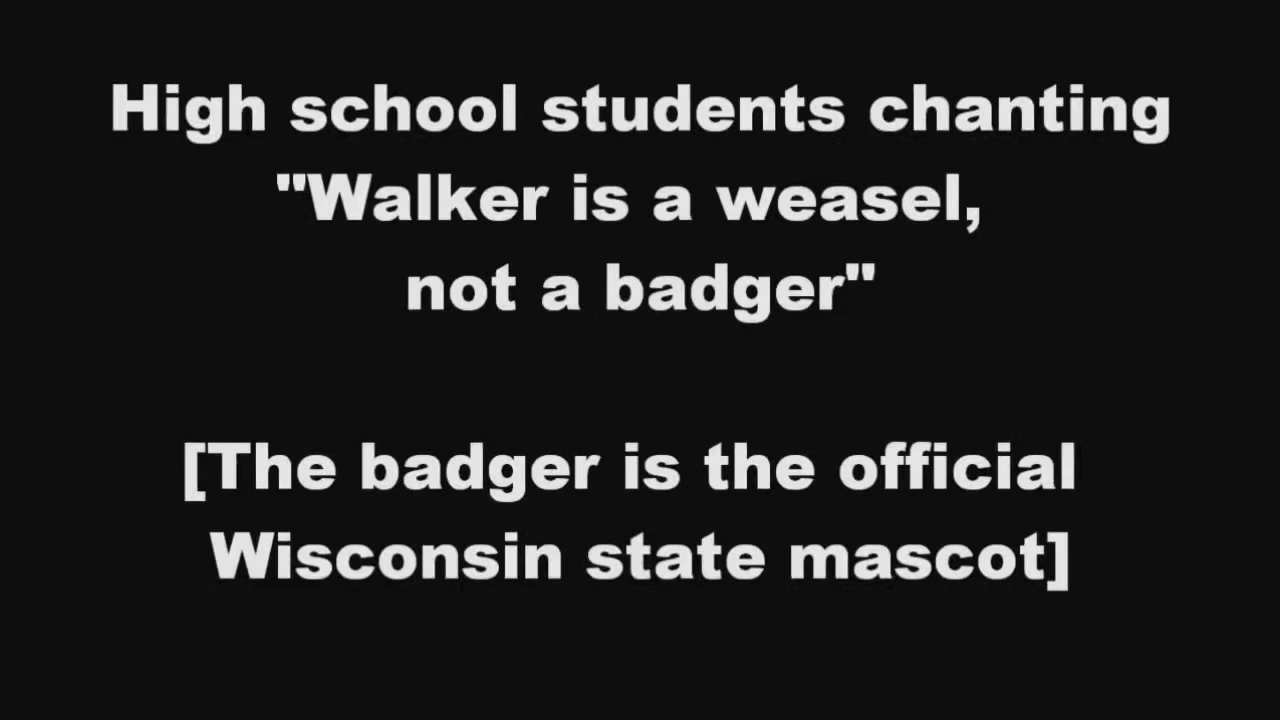 High school students chanting
"Walker is a weasel,
not a badger"
[The badger is the official
Wisconsin state mascot]